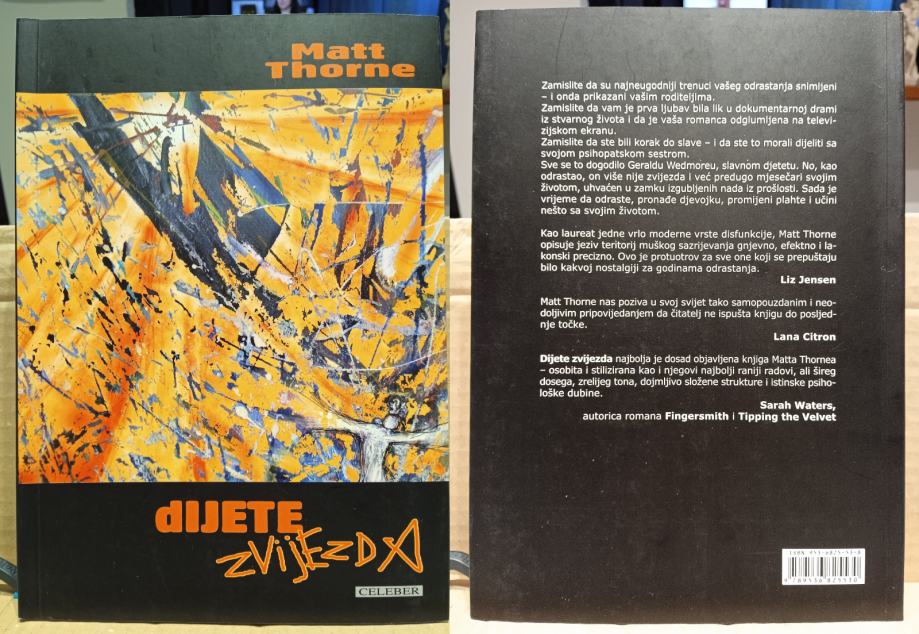 Matt
Thorne
dIJETE
zvijEzdA
CELEBER
Zamislite da su najneugodniji trenuci vašeg odrastanja snimljeni
– i onda prikazani vašim roditeljima.
Zamislite da vam je prva ljubav bila lik u dokumentarnoj drami
iz stvarnog života i da je vaša romanca odglumljena na televi-
zijskom ekranu.
Zamislite da ste bili korak do slave – i da ste to morali dijeliti sa
svojom psihopatskom sestrom.
Sve se to dogodilo Geraldu Wedmoreu, slavnom djetetu. No, kao
odrastao, on više nije zvijezda i već predugo mjesečari svojim
životom, uhvaćen u zamku izgubljenih nada iz prošlosti. Sada je
vrijeme da odraste, pronađe djevojku, promijeni plahte i učini
nešto sa svojim životom.
Kao laureat jedne vrlo moderne vrste disfunkcije, Matt Thorne
opisuje jeziv teritorij muškog sazrijevanja gnjevno, efektno i la-
konski precizno. Ovo je protuotrov za sve one koji se prepuštaju
bilo kakvoj nostalgiji za godinama odrastanja.
Liz Jensen
Matt Thorne nas poziva u svoj svijet tako samopouzdanim i neo-
doljivim pripovijedanjem da čitatelj ne ispušta knjigu do posljed-
nje točke.
Lana Citron
Dijete zvijezda najbolja je dosad objavljena knjiga Matta Thornea
– osobita i stilizirana kao i njegovi najbolji raniji radovi, ali šireg
dosega, zrelijeg tona, dojmljivo složene strukture i istinske psiho-
loške dubine.
Sarah Waters,
autorica romana Fingersmith i Tipping the Velvet
ISBN 953-6825-53-8
9 789536 825530